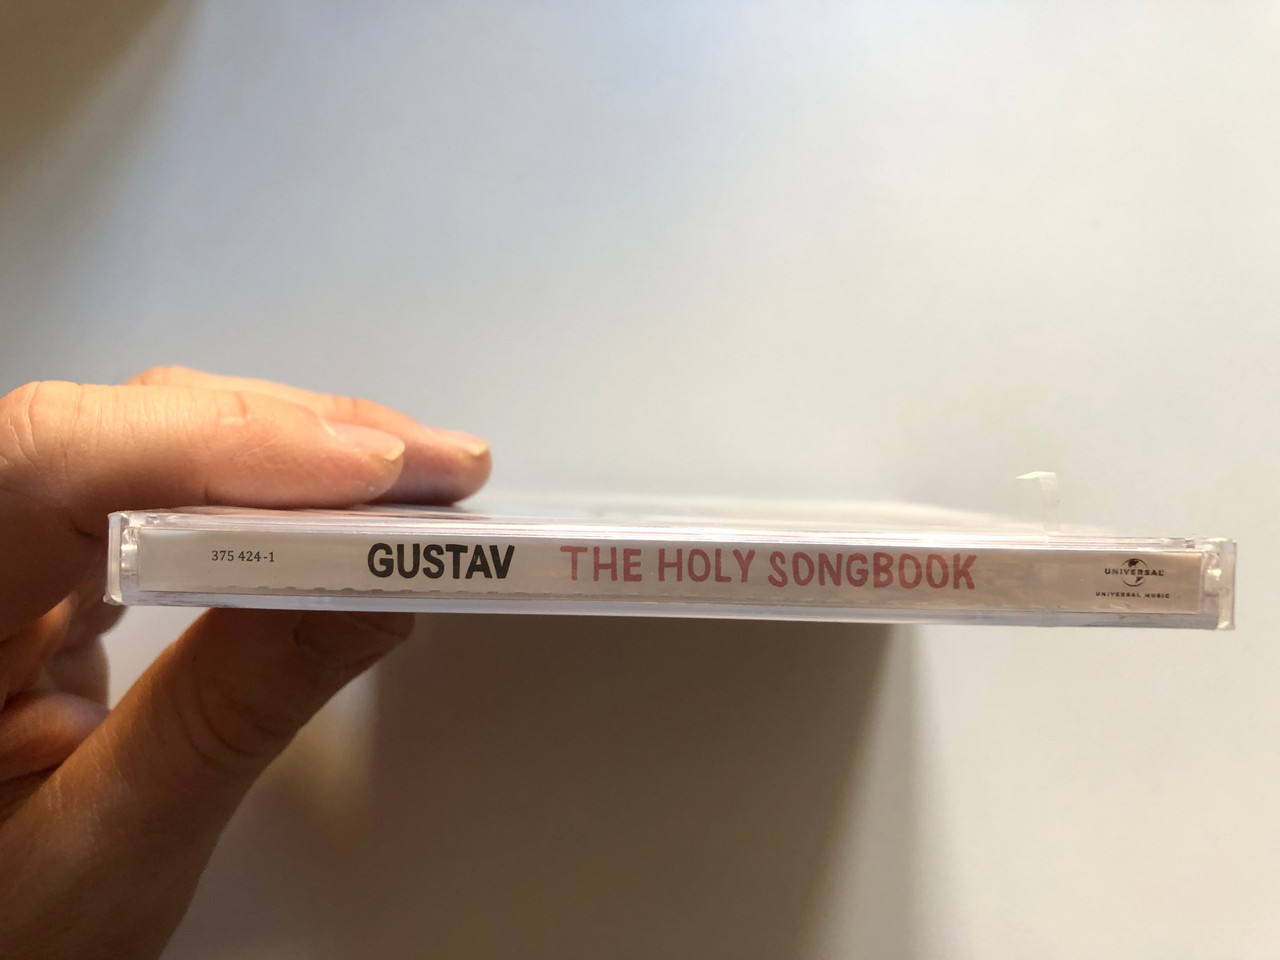 375 424-1 GUSTAV THE HOLY SONGBOOK
UNIVERSAL
UNIVERSAL MUSIC